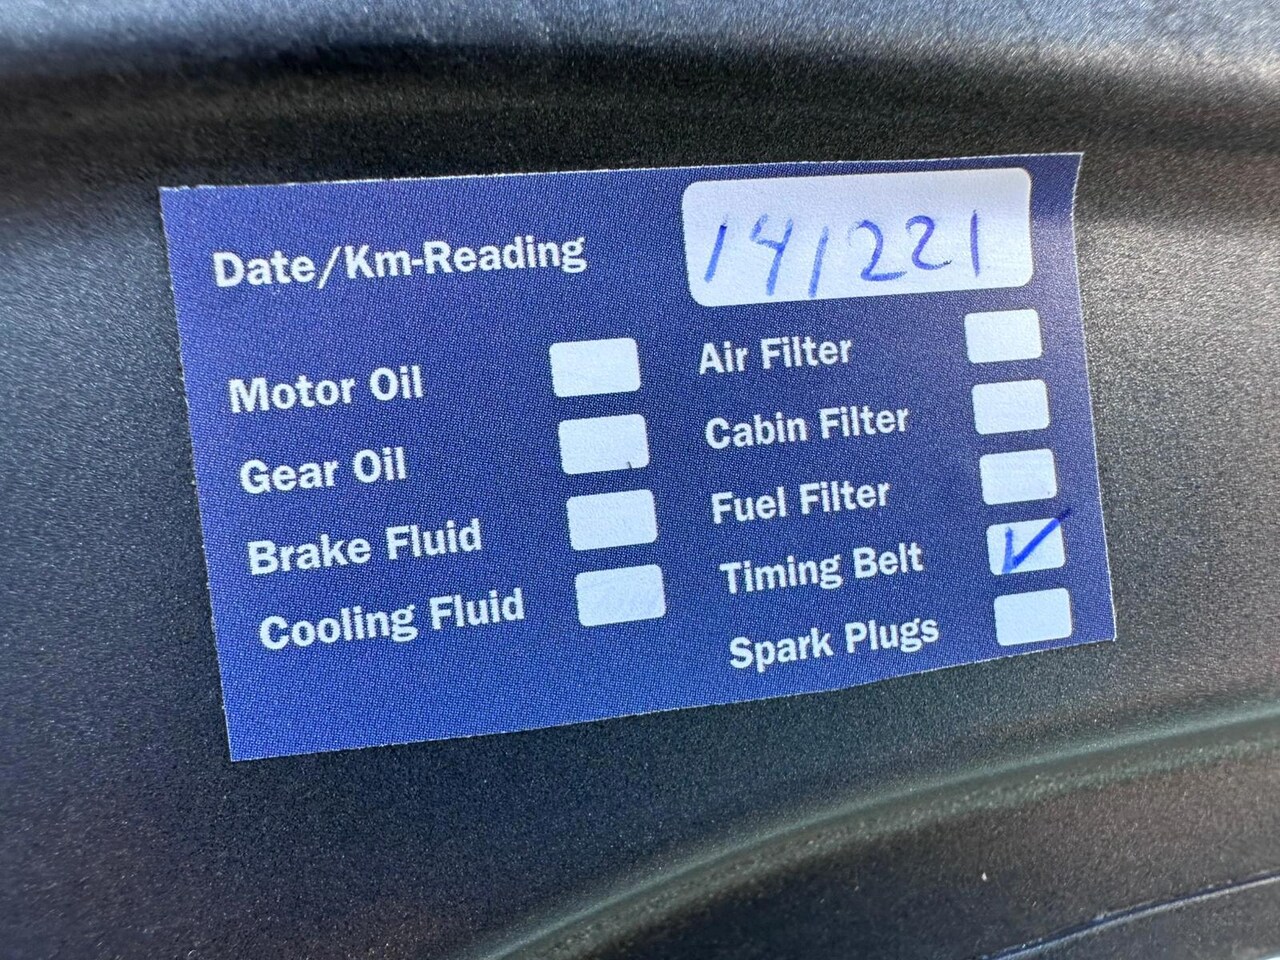 Date/Km-Reading 141221
Motor Oil
Gear Oil
Brake Fluid
Cooling Fluid
Air Filter
Cabin Filter
Fuel Filter
Timing Belt ✓
Spark Plugs